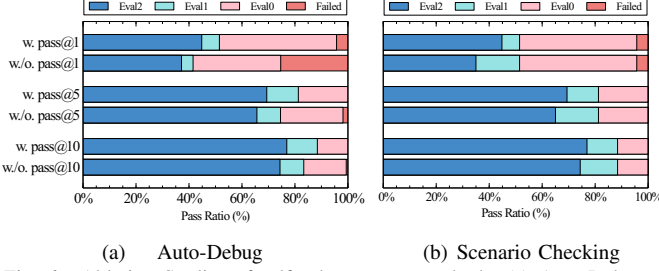 Eval2 Eval1 Eval0 Failed
Eval2 Eval1 Eval0 Failed
w. pass@1
w./o. pass@1
w. pass@5
w./o. pass@5
w. pass@10
w./o. pass@10
0% 20% 40% 60% 80% 100%
0% 20% 40% 60% 80% 100%
Pass Ratio (%)
Pass Ratio (%)
(a) Auto-Debug
(b) Scenario Checking